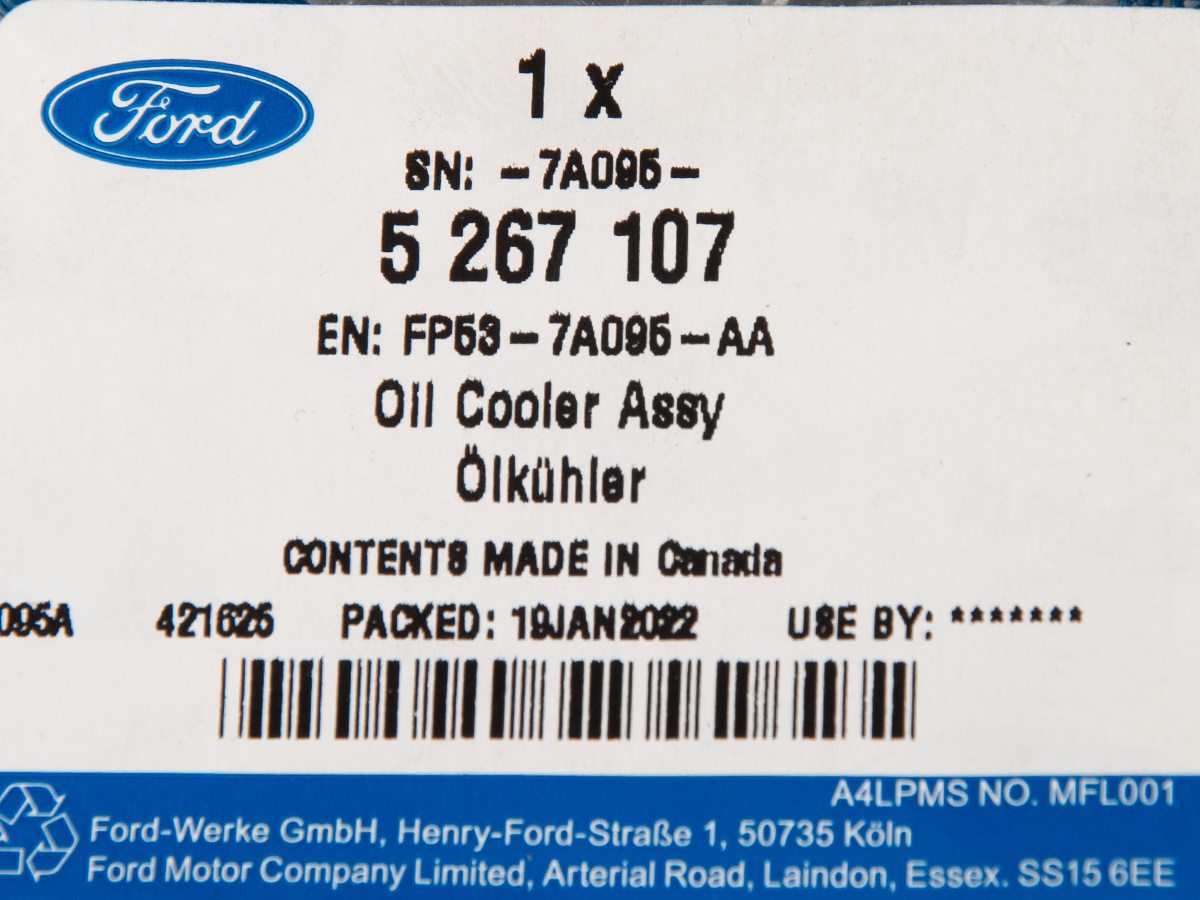 Ford
1 x
SN: -7A095-
5 267 107
EN: FP53-7A095-AA
Oil Cooler Assy
Ölkühler
CONTENTS MADE IN Canada
095A 421625 PACKED: 19JAN2022 USE BY: *******
A4LPMS NO. MFL001
Ford-Werke GmbH, Henry-Ford-Straße 1, 50735 Köln
Ford Motor Company Limited, Arterial Road, Laindon, Essex. SS15 6EE